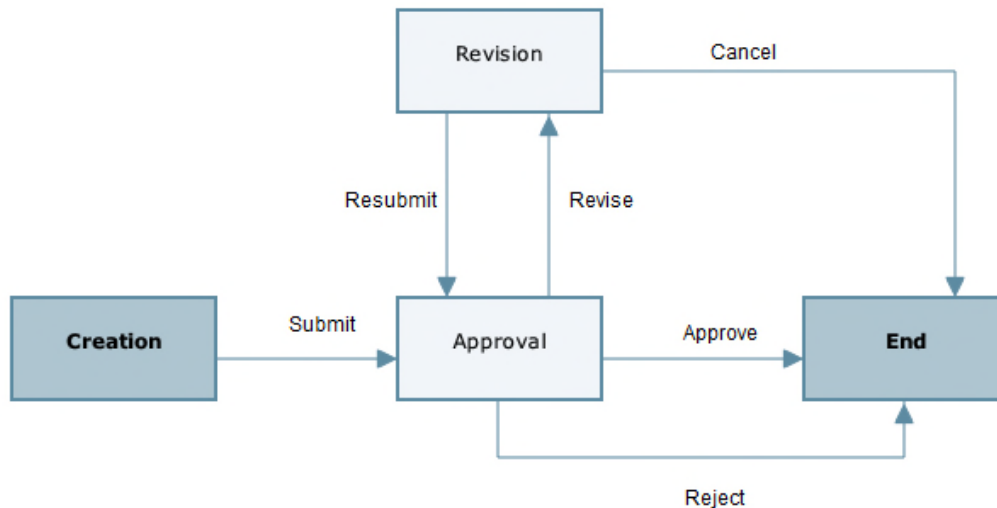 Revision
Cancel
Resubmit
Revise
Creation
Submit
Approval
Approve
End
Reject